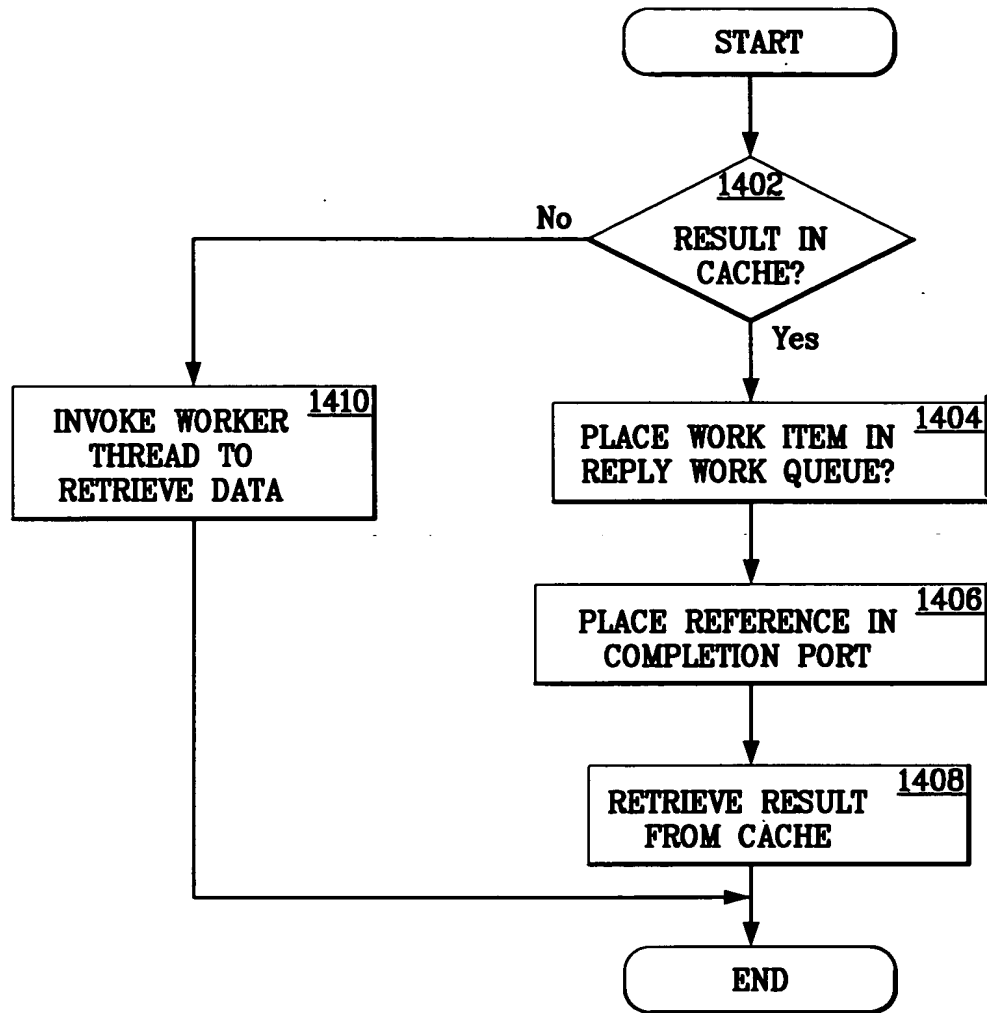 START
1402
RESULT IN
CACHE?
No
Yes
1410
INVOKE WORKER
THREAD TO
RETRIEVE DATA
1404
PLACE WORK ITEM IN
REPLY WORK QUEUE?
1406
PLACE REFERENCE IN
COMPLETION PORT
1408
RETRIEVE RESULT
FROM CACHE
END